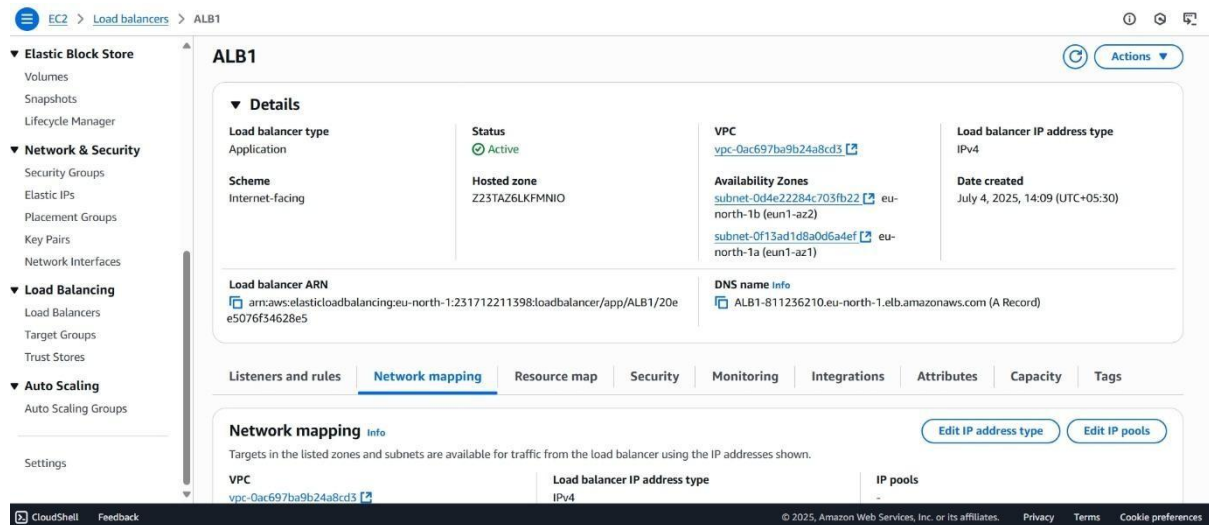 EC2 > Load balancers > ALB1
Elastic Block Store
Volumes
Snapshots
Lifecycle Manager
Network & Security
Security Groups
Elastic IPs
Placement Groups
Key Pairs
Network Interfaces
Load Balancing
Load Balancers
Target Groups
Trust Stores
Auto Scaling
Auto Scaling Groups
Settings
ALB1
Actions
Details
Load balancer type
Application
Status
Active
VPC
vpc-0ac697ba9b24a8cd3
Load balancer IP address type
IPv4
Scheme
Internet-facing
Hosted zone
Z23TAZ6LKFMNIO
Availability Zones
subnet-0d4e22284c703fb22 eu-
north-1b (eun1-az2)
subnet-0f13ad1d8a0d6a4ef eu-
north-1a (eun1-az1)
Date created
July 4, 2025, 14:09 (UTC+05:30)
Load balancer ARN
arn:aws:elasticloadbalancing:eu-north-1:231712211398:loadbalancer/app/ALB1/20e
e5076f34628e5
DNS name Info
ALB1-811236210.eu-north-1.elb.amazonaws.com (A Record)
Listeners and rules Network mapping Resource map Security Monitoring Integrations Attributes Capacity Tags
Network mapping Info
Edit IP address type Edit IP pools
Targets in the listed zones and subnets are available for traffic from the load balancer using the IP addresses shown.
VPC
vpc-0ac697ba9b24a8cd3
Load balancer IP address type
IPv4
IP pools
-
CloudShell Feedback © 2025, Amazon Web Services, Inc. or its affiliates. Privacy Terms Cookie preferences